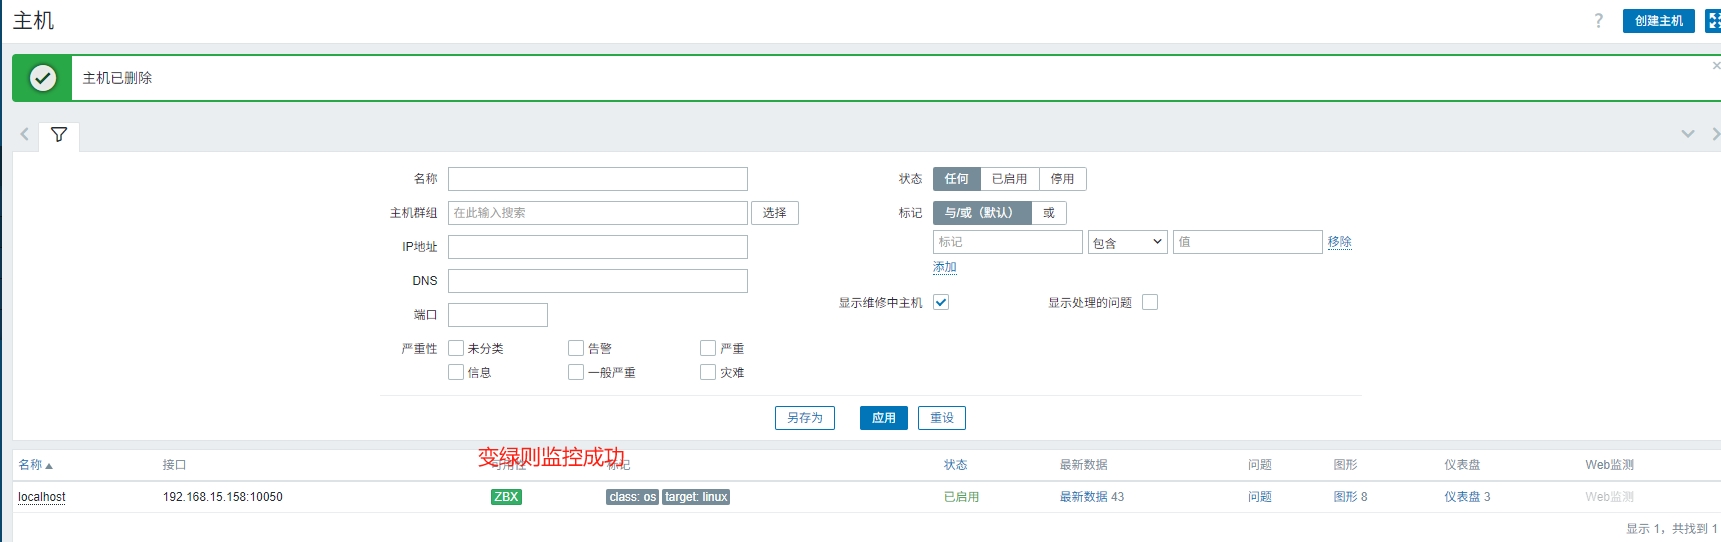 主机
? 创建主机
主机已删除
名称
状态 任何 已启用 停用
主机群组 在此输入搜索 选择
标记 与/或（默认） 或
IP地址
标记 包含 值 移除
添加
DNS
显示维修中主机 显示处理的问题
端口
严重性 未分类 告警 严重
信息 一般严重 灾难
另存为 应用 重设
变绿则监控成功
名称 接口 可用性 标记 状态 最新数据 问题 图形 仪表盘 Web监测
localhost 192.168.15.158:10050 ZBX class: os target: linux 已启用 最新数据 43 问题 图形 8 仪表盘 3 Web监测
显示 1，共找到 1